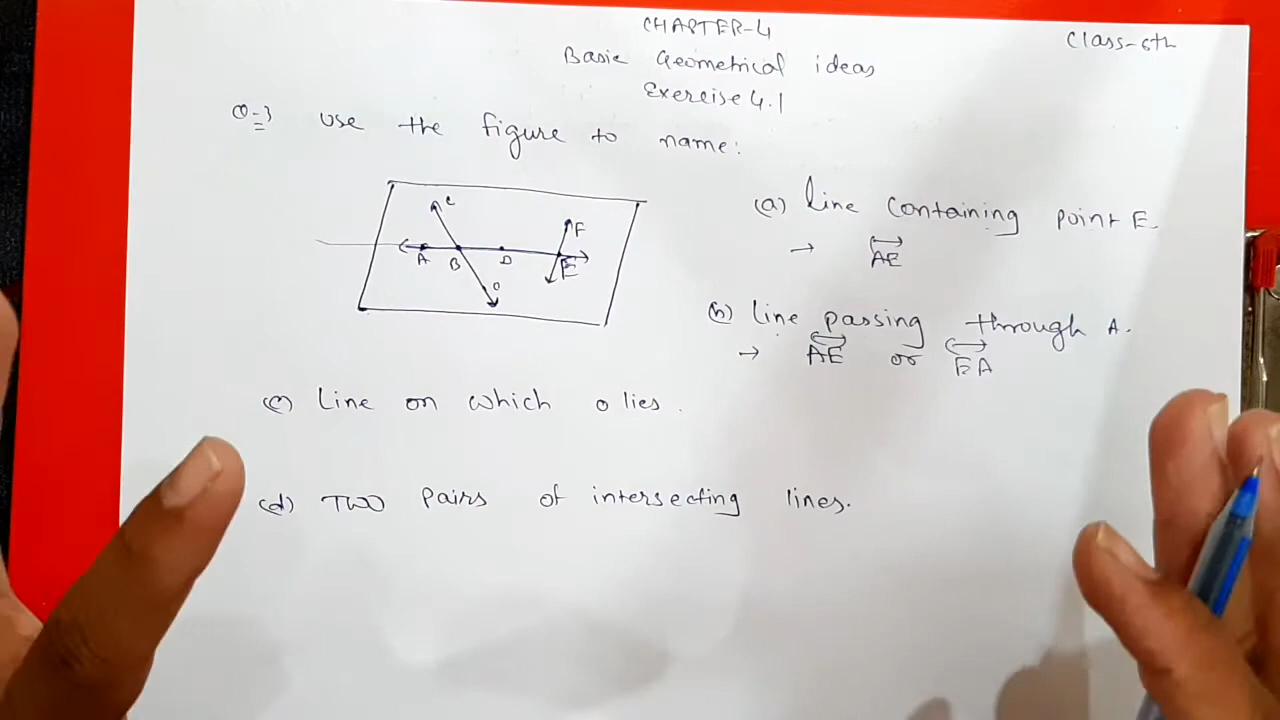 CHAPTER-4
Class-6th
Basic Geometrical ideas
Exercise 4.1
Q-3 Use the figure to name:
(a) line containing point E.
→ AE
(b) line passing through A.
→ AE or EA
C
F
A B D E
O
(c) Line on which o lies.
(d) Two pairs of intersecting lines.